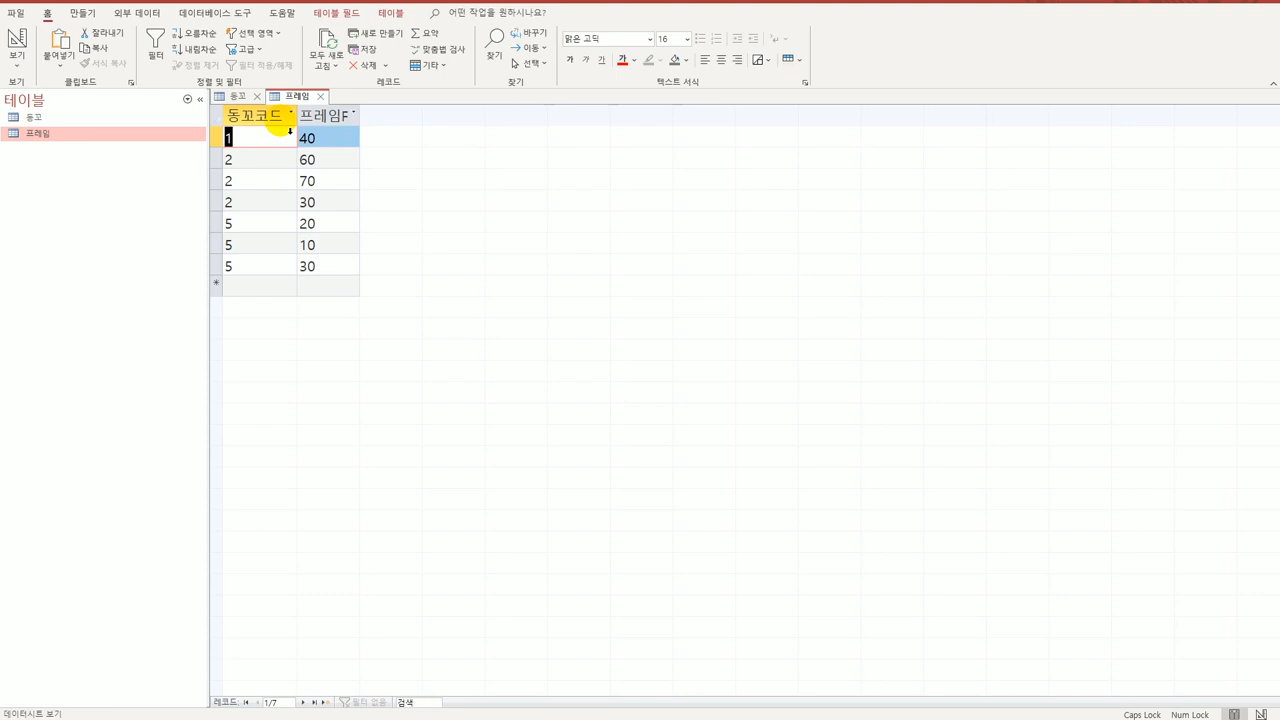 파일 홈 만들기 외부 데이터 데이터베이스 도구 도움말 테이블 필드 테이블 어떤 작업을 원하시나요?
보기
보기
붙여넣기
잘라내기
복사
서식 복사
클립보드
필터
오름차순
내림차순
정렬 제거
선택 영역
고급
필터 적용/해제
정렬 및 필터
모두 새로 고침
새로 만들기
저장
삭제
요약
맞춤법 검사
기타
레코드
찾기
바꾸기
이동
선택
찾기
맑은 고딕 16
가 가 가 가
텍스트 서식
테이블
동꼬
프레임
동꼬 프레임
동꼬코드 프레임F
1 40
2 60
2 70
2 30
5 20
5 10
5 30
*
레코드: 1/7 필터 없음 검색
데이터시트 보기 Caps Lock Num Lock